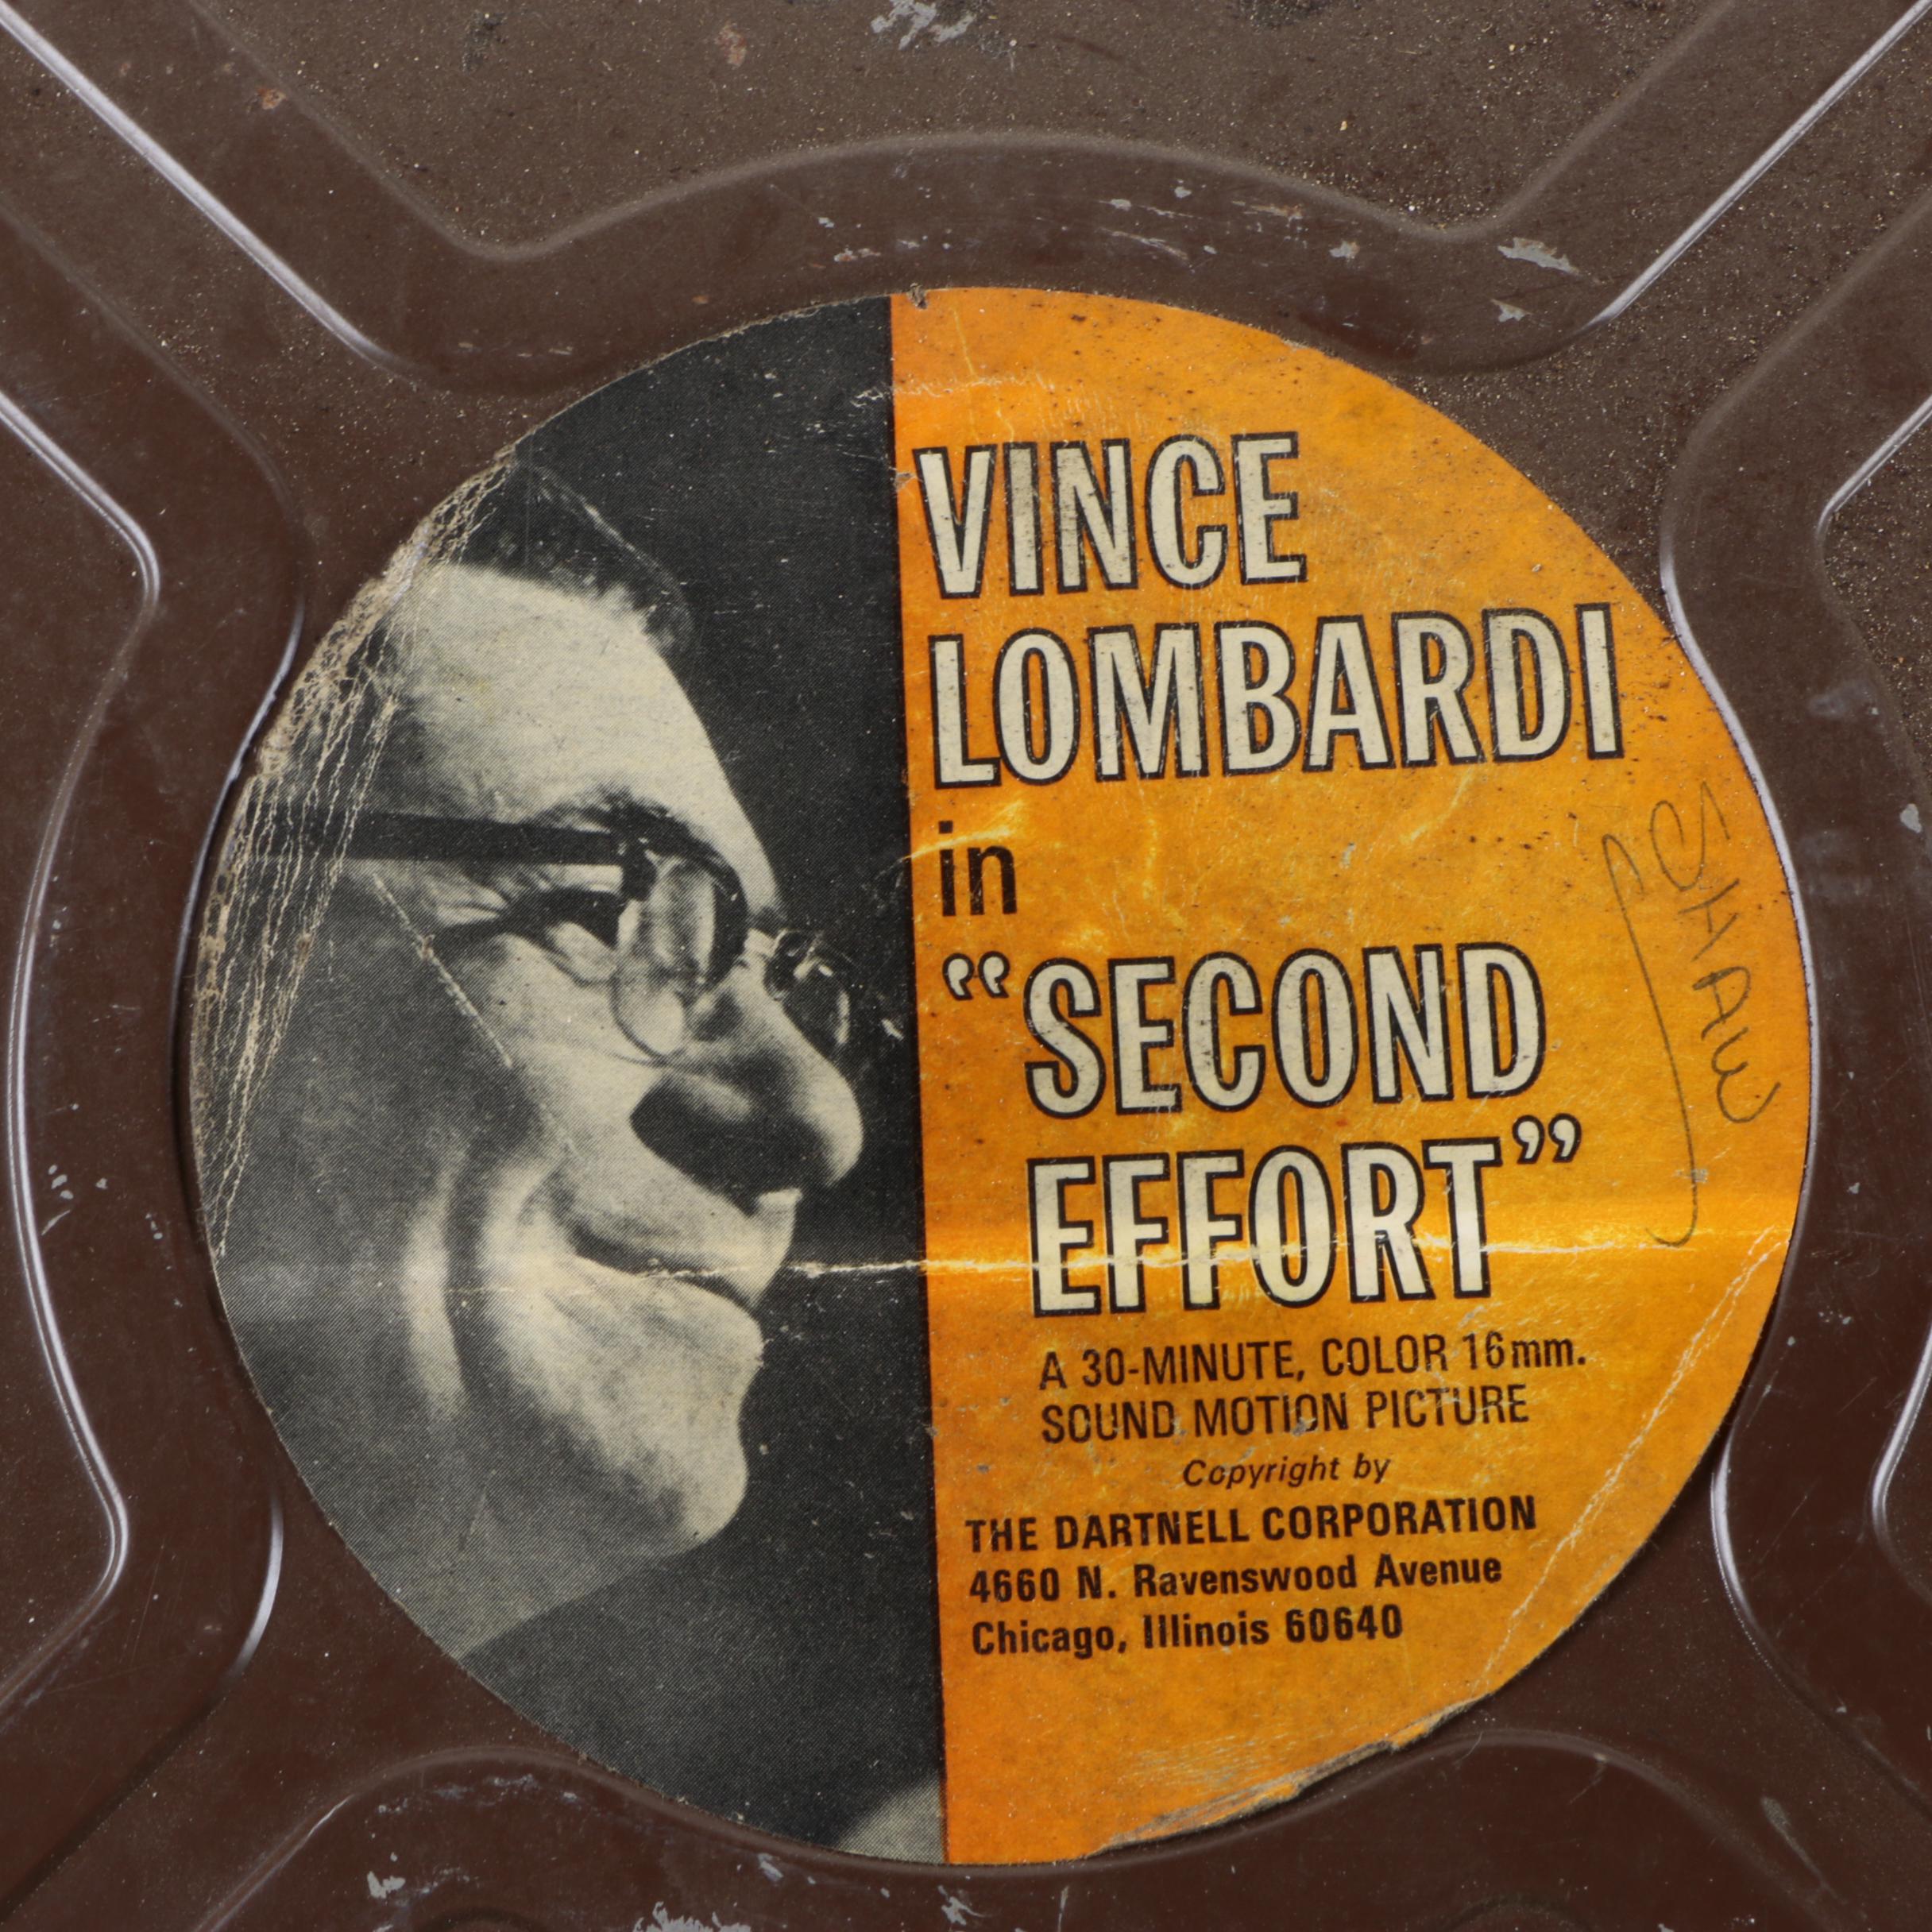 VINCE
LOMBARDI
in
“SECOND
EFFORT”
A 30-MINUTE, COLOR 16mm.
SOUND MOTION PICTURE
Copyright by
THE DARTNELL CORPORATION
4660 N. Ravenswood Avenue
Chicago, Illinois 60640
SHAW